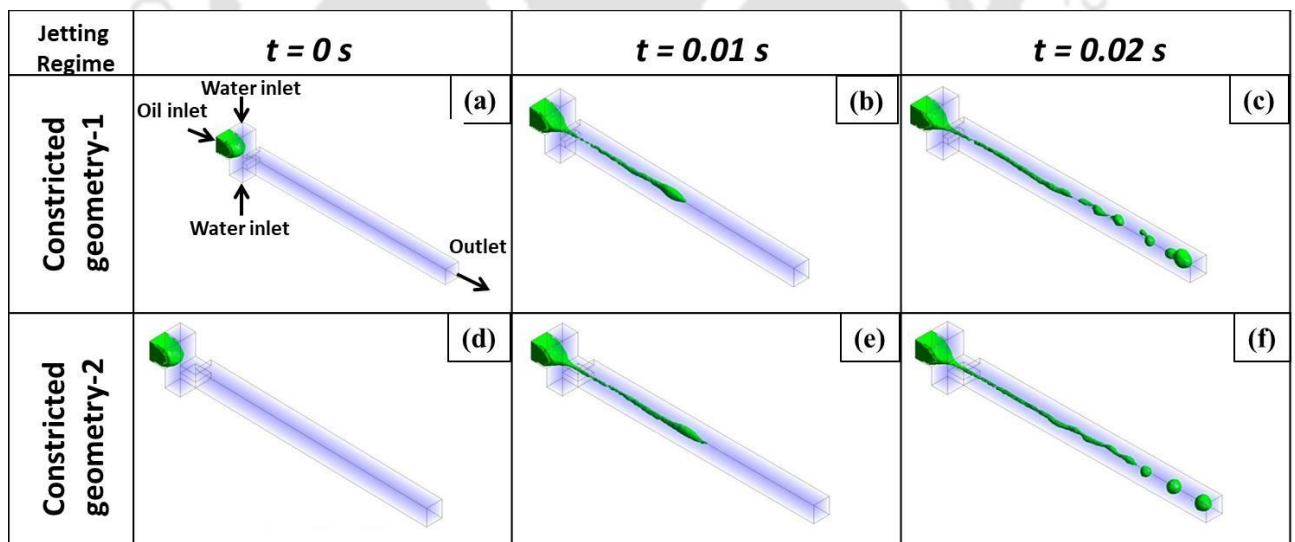 Jetting
Regime
t = 0 s
t = 0.01 s
t = 0.02 s
Constricted
geometry-1
Water inlet
Oil inlet
Water inlet
Outlet
(a)
(b)
(c)
Constricted
geometry-2
(d)
(e)
(f)